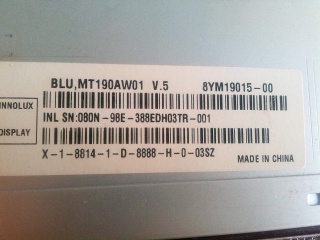 BLU,MT190AW01 V.5 8YM19015-00
INNOLUX
DISPLAY
INL SN:080N-98E-388EDH03TR-001
X-1-8814-1-D-8888-H-0-03SZ
MADE IN CHINA